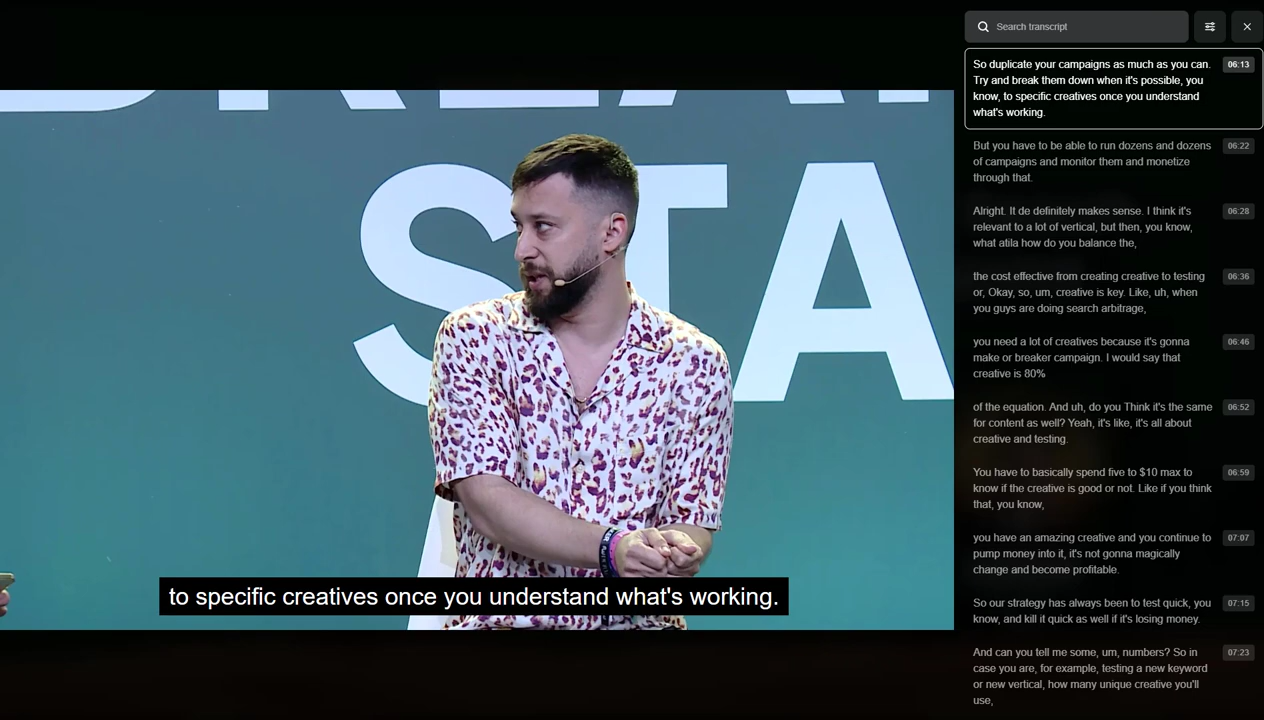 STA
to specific creatives once you understand what's working.
Search transcript
So duplicate your campaigns as much as you can. 06:13
Try and break them down when it's possible, you
know, to specific creatives once you understand
what's working.
But you have to be able to run dozens and dozens 06:22
of campaigns and monitor them and monetize
through that.
Alright. It de definitely makes sense. I think it's 06:28
relevant to a lot of vertical, but then, you know,
what atila how do you balance the,
the cost effective from creating creative to testing 06:36
or, Okay, so, um, creative is key. Like, uh, when
you guys are doing search arbitrage,
you need a lot of creatives because it's gonna 06:46
make or breaker campaign. I would say that
creative is 80%
of the equation. And uh, do you Think it's the same 06:52
for content as well? Yeah, it's like, it's all about
creative and testing.
You have to basically spend five to $10 max to 06:59
know if the creative is good or not. Like if you think
that, you know,
you have an amazing creative and you continue to 07:07
pump money into it, it's not gonna magically
change and become profitable.
So our strategy has always been to test quick, you 07:15
know, and kill it quick as well if it's losing money.
And can you tell me some, um, numbers? So in 07:23
case you are, for example, testing a new keyword
or new vertical, how many unique creative you'll
use,